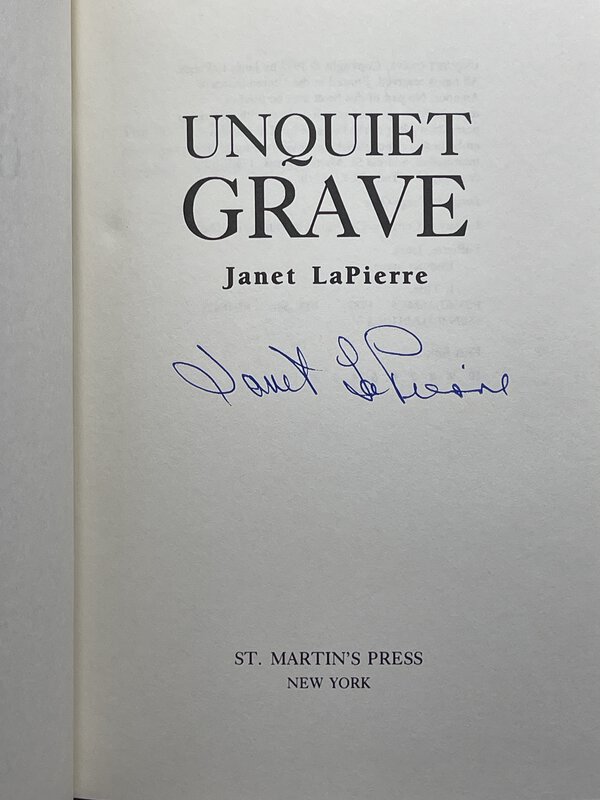 UNQUIET
GRAVE
Janet LaPierre
Janet LaPierre
ST. MARTIN'S PRESS
NEW YORK